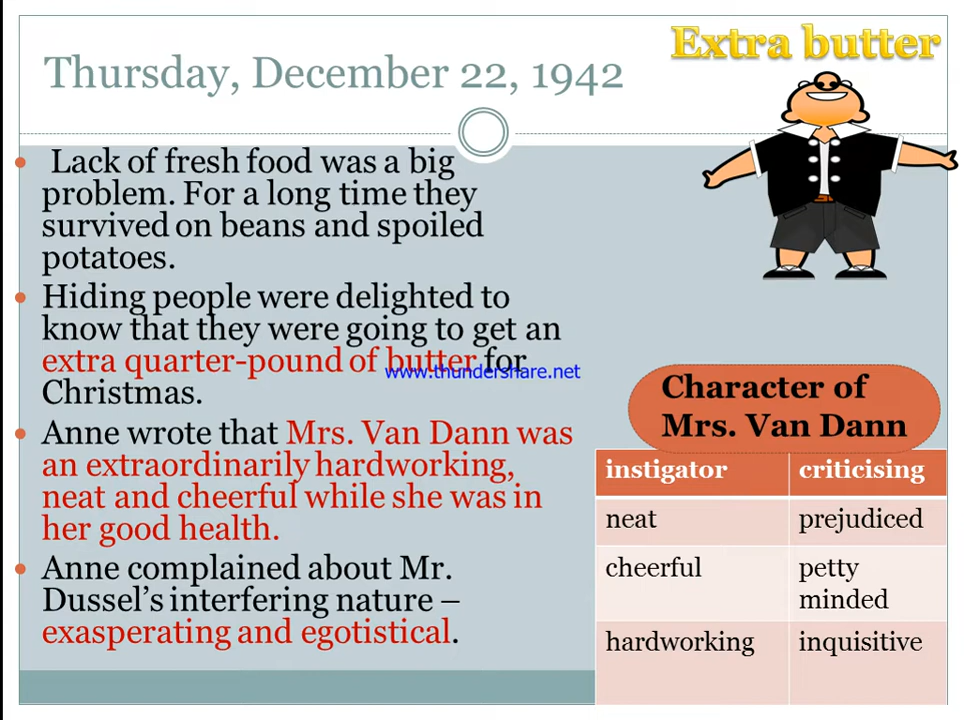 Extra butter
Thursday, December 22, 1942
Lack of fresh food was a big
problem. For a long time they
survived on beans and spoiled
potatoes.
Hiding people were delighted to
know that they were going to get an
extra quarter-pound of butter for
www.thundershare.net
Christmas.
Anne wrote that Mrs. Van Dann was
an extraordinarily hardworking,
neat and cheerful while she was in
her good health.
Anne complained about Mr.
Dussel's interfering nature –
exasperating and egotistical.
Character of
Mrs. Van Dann
instigator criticising
neat prejudiced
cheerful petty
minded
hardworking inquisitive